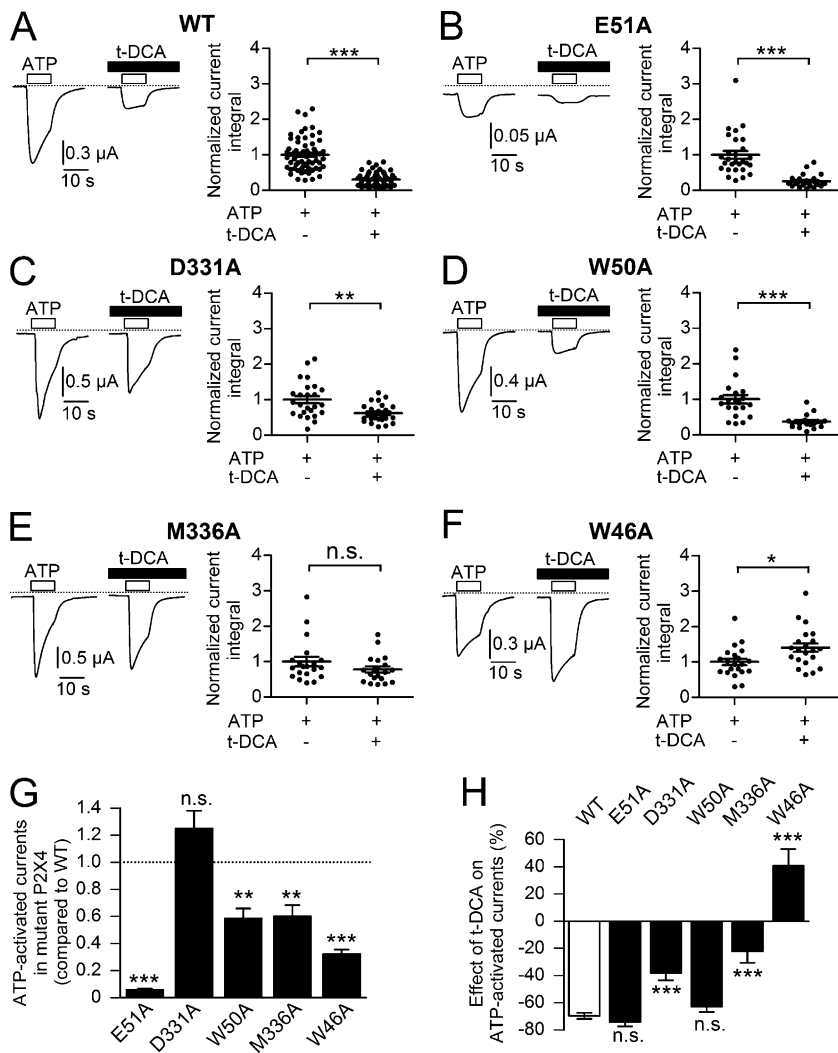 A
WT
ATP
t-DCA
0.3 µA
10 s
Normalized current
integral
4
3
2
1
0
***
ATP + +
t-DCA - +
B
E51A
ATP
t-DCA
0.05 µA
10 s
Normalized current
integral
4
3
2
1
0
***
ATP + +
t-DCA - +
C
D331A
ATP
t-DCA
0.5 µA
10 s
Normalized current
integral
4
3
2
1
0
**
ATP + +
t-DCA - +
D
W50A
ATP
t-DCA
0.4 µA
10 s
Normalized current
integral
4
3
2
1
0
***
ATP + +
t-DCA - +
E
M336A
ATP
t-DCA
0.5 µA
10 s
Normalized current
integral
4
3
2
1
0
n.s.
ATP + +
t-DCA - +
F
W46A
ATP
t-DCA
0.3 µA
10 s
Normalized current
integral
4
3
2
1
0
*
ATP + +
t-DCA - +
G
ATP-activated currents
in mutant P2X4
(compared to WT)
1.4
1.2
1.0
0.8
0.6
0.4
0.2
0
***
n.s.
**
**
***
E51A
D331A
W50A
M336A
W46A
H
WT
E51A
D331A
W50A
M336A
W46A
Effect of t-DCA on
ATP-activated currents (%)
60
40
20
0
-20
-40
-60
-80
n.s.
***
n.s.
***
***